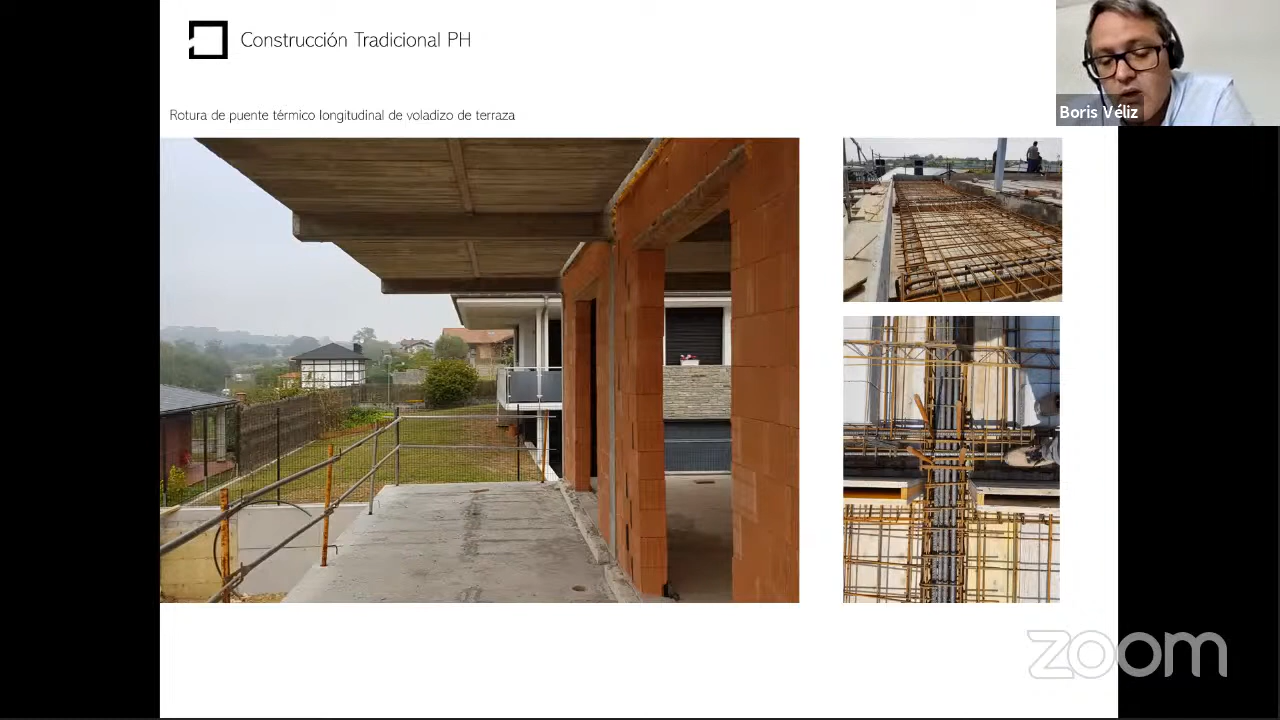 Construcción Tradicional PH
Boris Véliz
Rotura de puente térmico longitudinal de voladizo de terraza
zoom